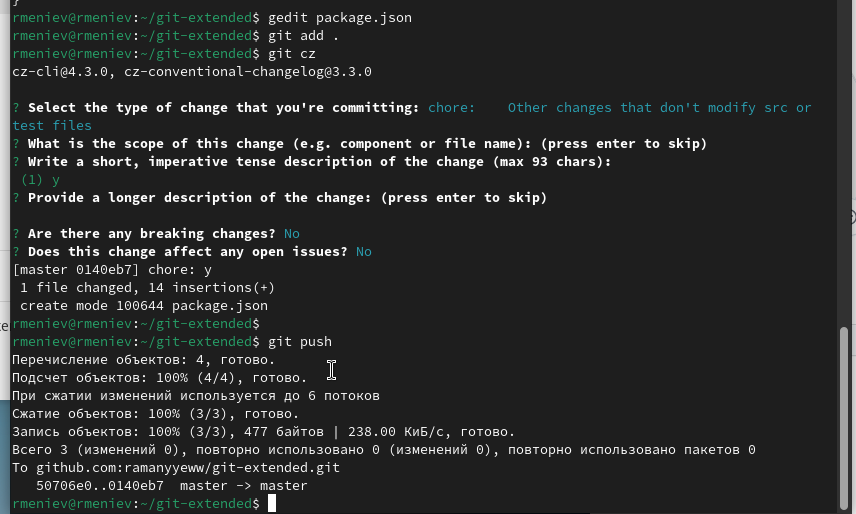 }
rmeniev@rmeniev:~/git-extended$ gedit package.json
rmeniev@rmeniev:~/git-extended$ git add .
rmeniev@rmeniev:~/git-extended$ git cz
cz-cli@4.3.0, cz-conventional-changelog@3.3.0

? Select the type of change that you're committing: chore:    Other changes that don't modify src or
test files
? What is the scope of this change (e.g. component or file name): (press enter to skip)
? Write a short, imperative tense description of the change (max 93 chars):
 (1) y
? Provide a longer description of the change: (press enter to skip)

? Are there any breaking changes? No
? Does this change affect any open issues? No
[master 0140eb7] chore: y
 1 file changed, 14 insertions(+)
 create mode 100644 package.json
rmeniev@rmeniev:~/git-extended$
rmeniev@rmeniev:~/git-extended$ git push
Перечисление объектов: 4, готово.
Подсчет объектов: 100% (4/4), готово.
При сжатии изменений используется до 6 потоков
Сжатие объектов: 100% (3/3), готово.
Запись объектов: 100% (3/3), 477 байтов | 238.00 КиБ/с, готово.
Всего 3 (изменений 0), повторно использовано 0 (изменений 0), повторно использовано пакетов 0
To github.com:ramanyyeww/git-extended.git
   50706e0..0140eb7  master -> master
rmeniev@rmeniev:~/git-extended$